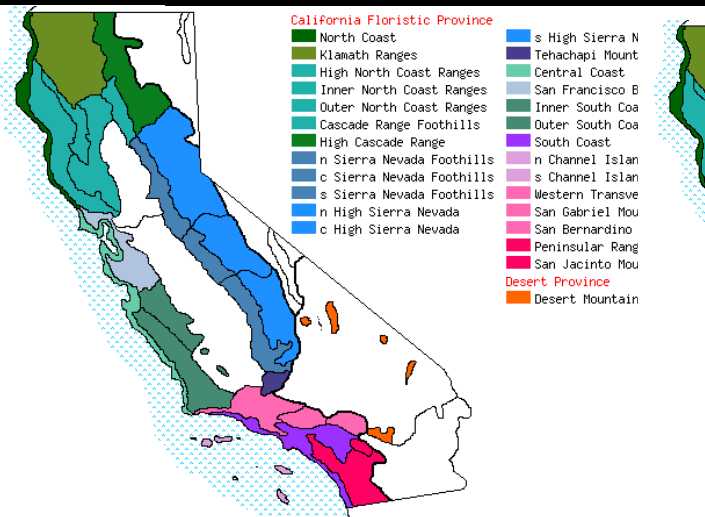 California Floristic Province
North Coast
Klamath Ranges
High North Coast Ranges
Inner North Coast Ranges
Outer North Coast Ranges
Cascade Range Foothills
High Cascade Range
n Sierra Nevada Foothills
c Sierra Nevada Foothills
s Sierra Nevada Foothills
n High Sierra Nevada
c High Sierra Nevada
s High Sierra N
Tehachapi Mount
Central Coast
San Francisco B
Inner South Coa
Outer South Coa
South Coast
n Channel Islan
s Channel Islan
Western Transve
San Gabriel Mou
San Bernardino
Peninsular Rang
San Jacinto Mou
Desert Province
Desert Mountain